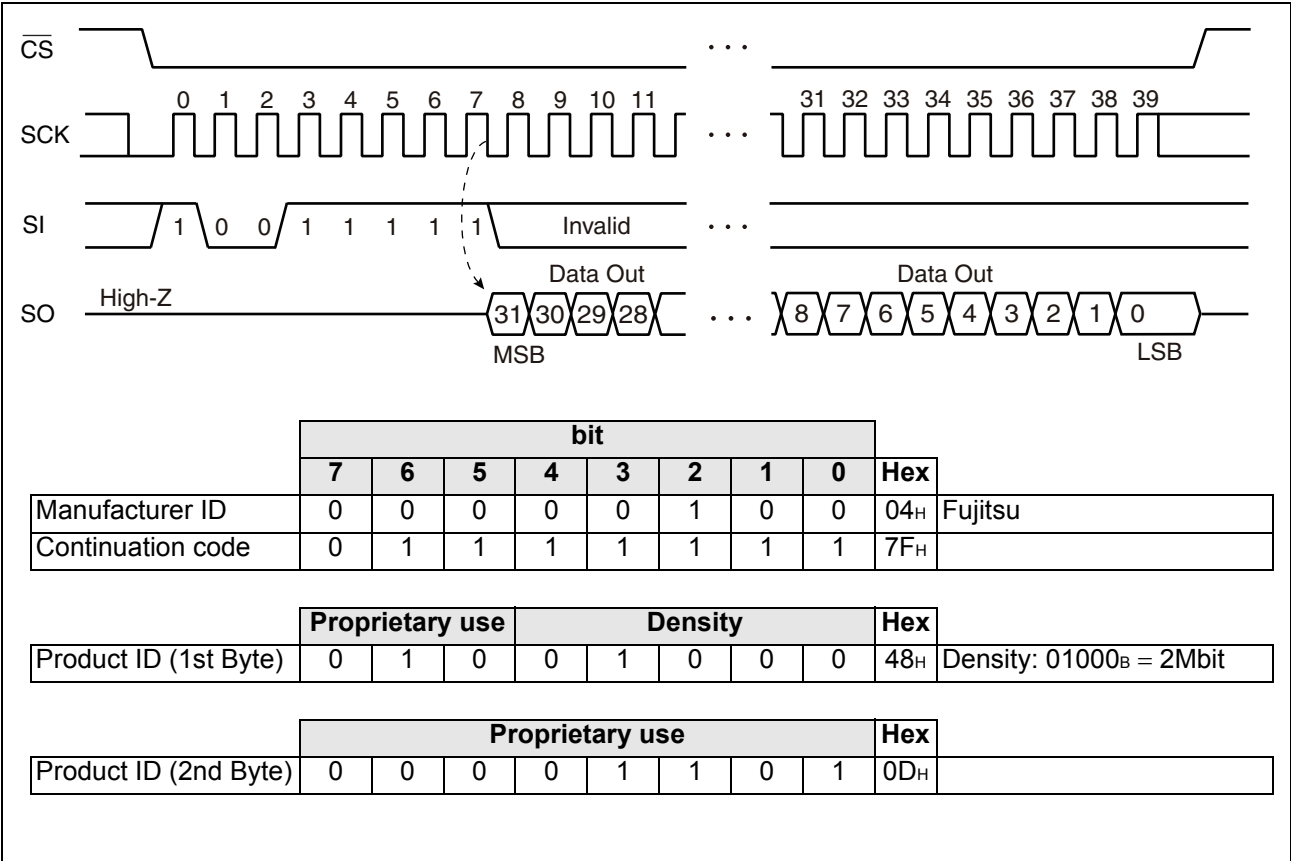 CS · · ·
0 1 2 3 4 5 6 7 8 9 10 11 31 32 33 34 35 36 37 38 39
SCK · · ·
SI 1 0 0 1 1 1 1 1 Invalid · · ·
Data Out Data Out
High-Z
SO 31 30 29 28 · · · 8 7 6 5 4 3 2 1 0
MSB LSB
bit
7 6 5 4 3 2 1 0 Hex
Manufacturer ID 0 0 0 0 0 1 0 0 04H Fujitsu
Continuation code 0 1 1 1 1 1 1 1 7FH
Proprietary use Density Hex
Product ID (1st Byte) 0 1 0 0 1 0 0 0 48H Density: 01000B = 2Mbit
Proprietary use Hex
Product ID (2nd Byte) 0 0 0 0 1 1 0 1 0DH